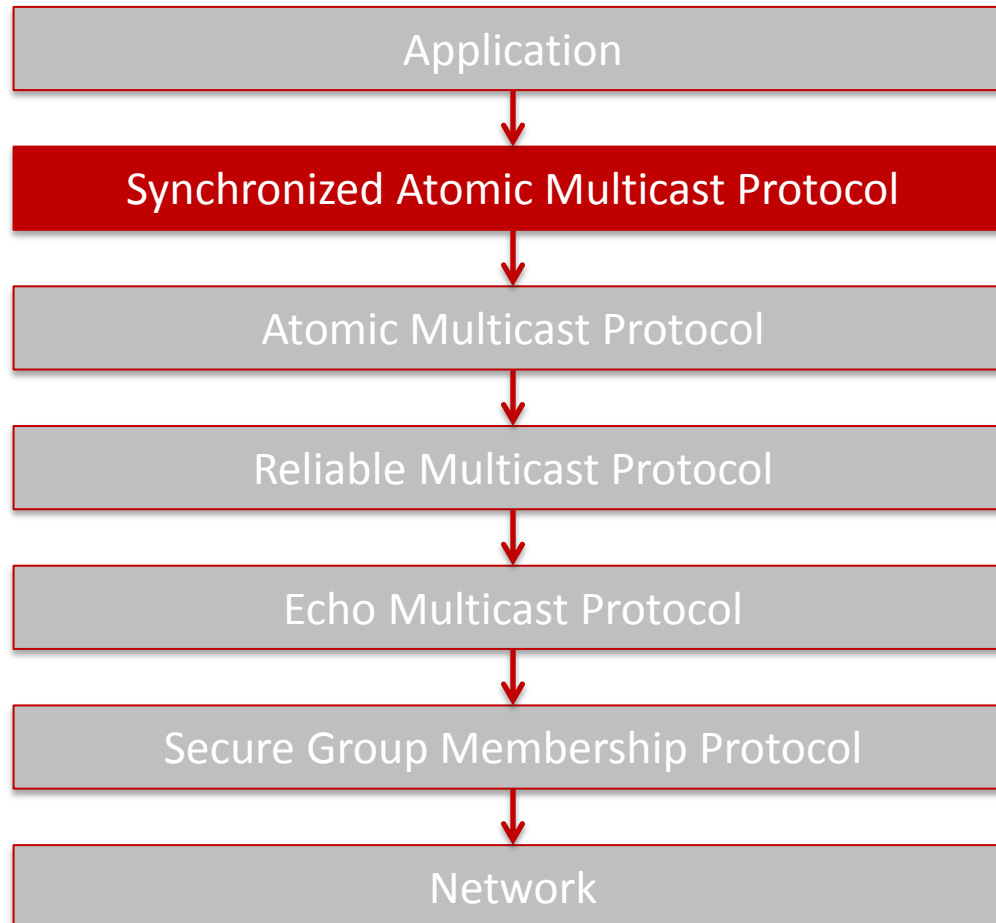 Application
Synchronized Atomic Multicast Protocol
Atomic Multicast Protocol
Reliable Multicast Protocol
Echo Multicast Protocol
Secure Group Membership Protocol
Network